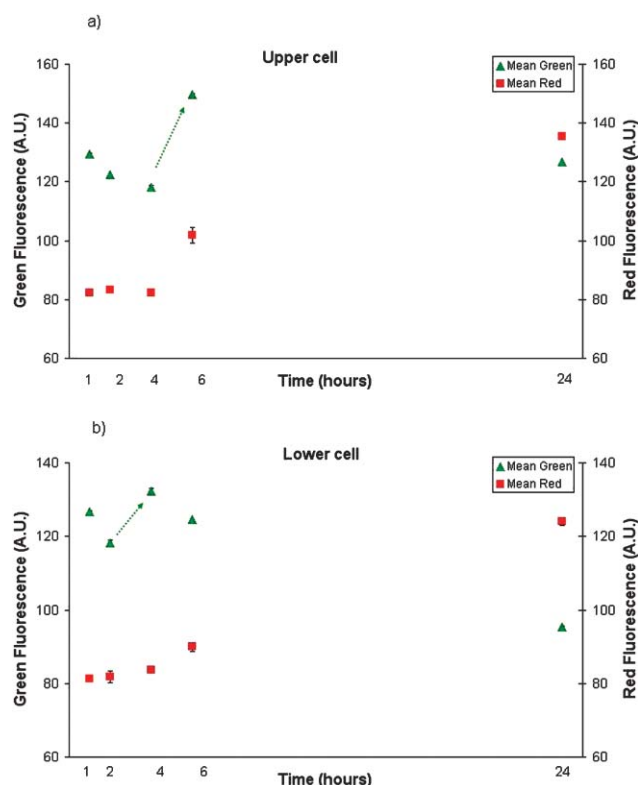 a)
Upper cell
Mean Green
Mean Red
160
140
120
100
80
60
Green Fluorescence (A.U.)
160
140
120
100
80
60
Red Fluorescence (A.U.)
1 2 4 6 24
Time (hours)
b)
Lower cell
Mean Green
Mean Red
140
120
100
80
60
Green Fluorescence (A.U.)
140
120
100
80
60
Red Fluorescence (A.U.)
1 2 4 6 24
Time (hours)